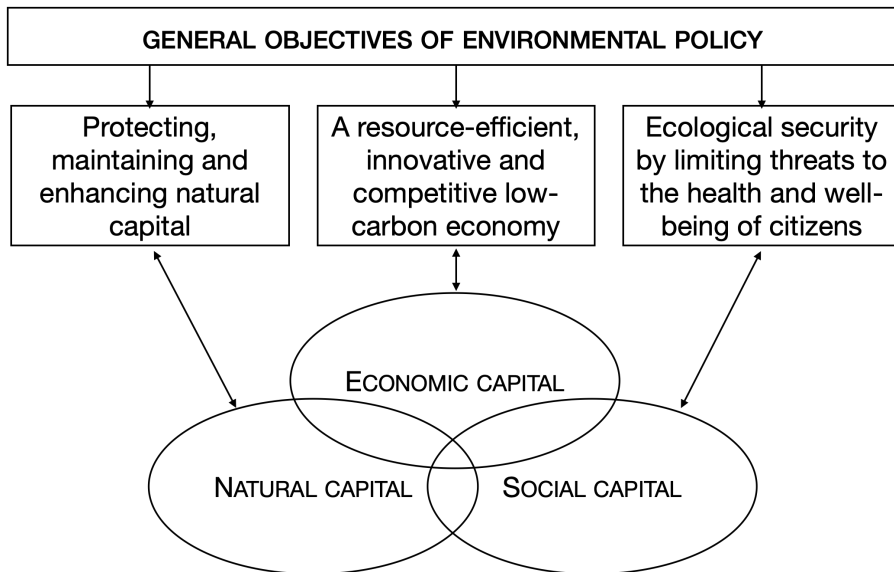 GENERAL OBJECTIVES OF ENVIRONMENTAL POLICY
Protecting,
maintaining and
enhancing natural
capital
A resource-efficient,
innovative and
competitive low-
carbon economy
Ecological security
by limiting threats to
the health and well-
being of citizens
ECONOMIC CAPITAL
NATURAL CAPITAL
SOCIAL CAPITAL